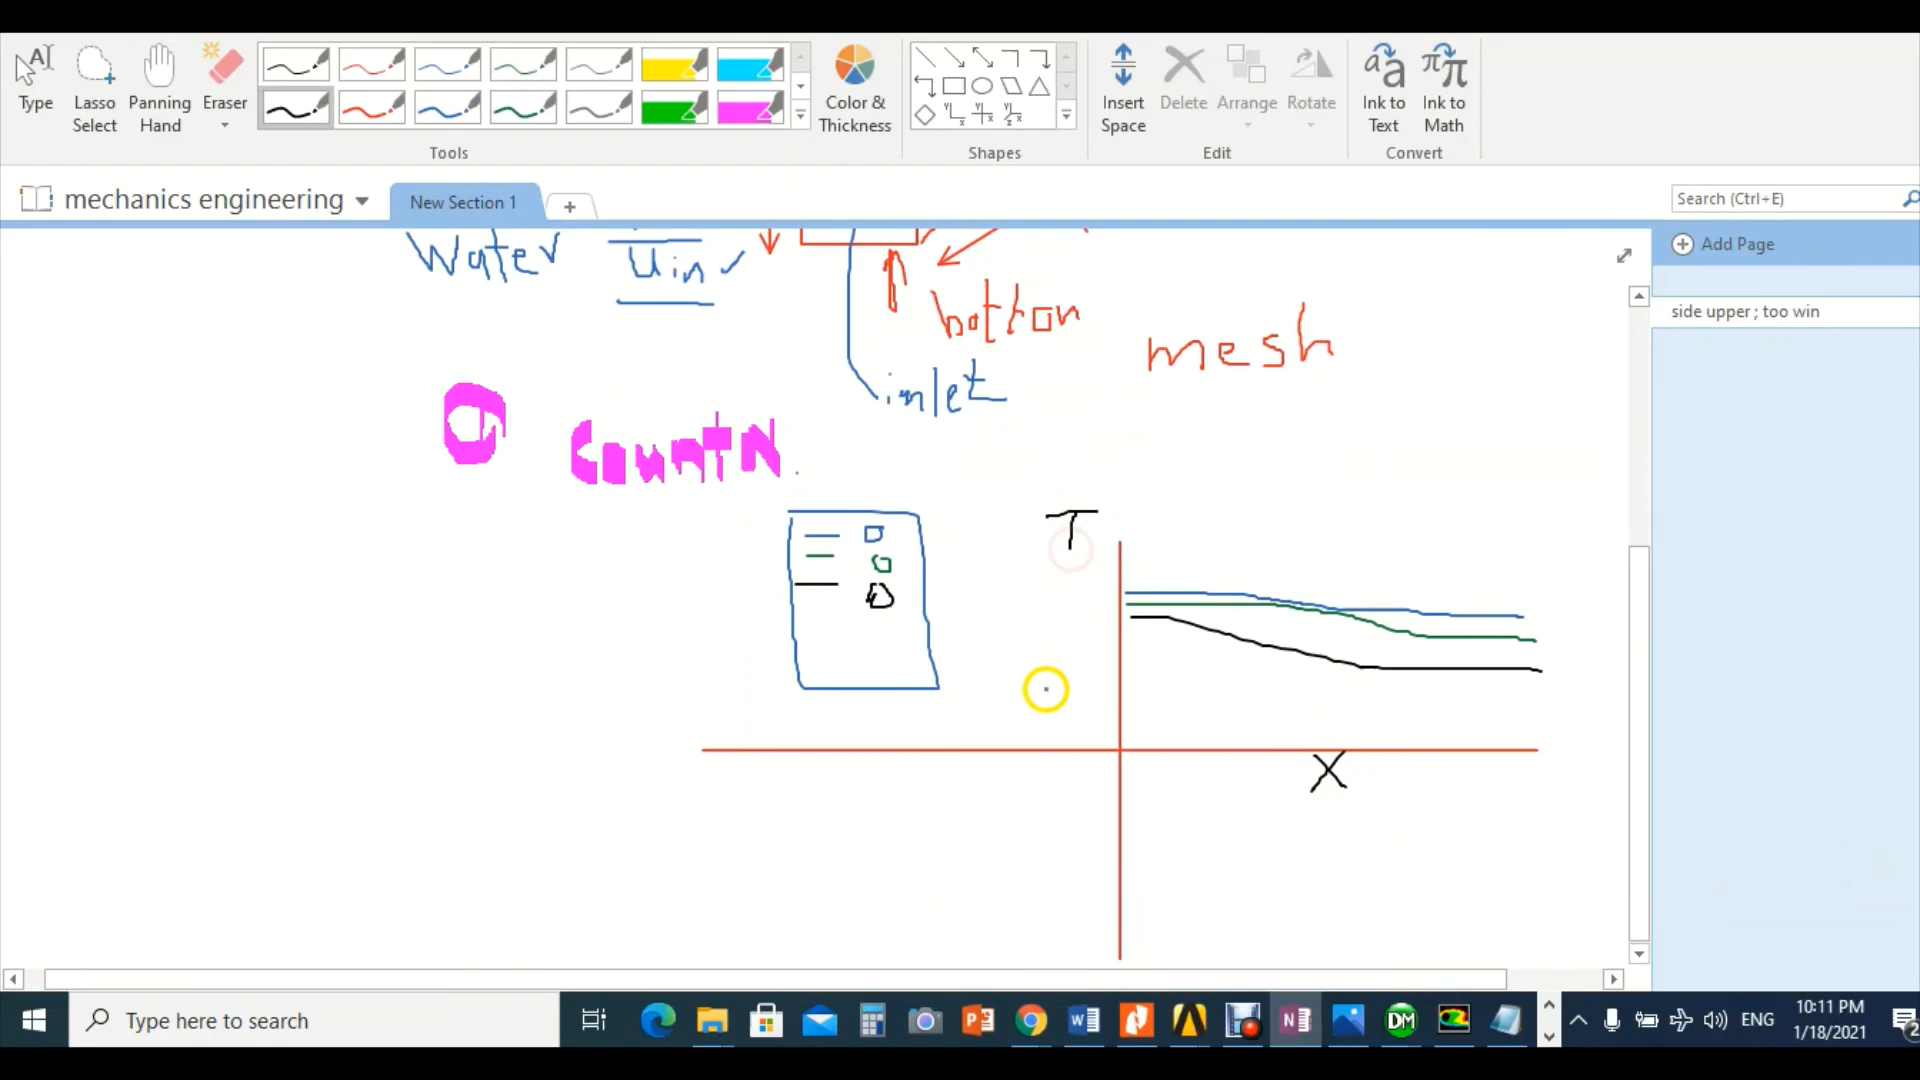 Type
Lasso Select
Panning Hand
Eraser
Color & Thickness
Insert Space
Delete
Arrange
Rotate
Ink to Text
Ink to Math
Tools
Shapes
Edit
Convert
mechanics engineering
New Section 1
Search (Ctrl+E)
Add Page
side upper ; too win
Water
Uin
botton
mesh
inlet
CountN
T
X
Type here to search
ENG
10:11 PM
1/18/2021
2